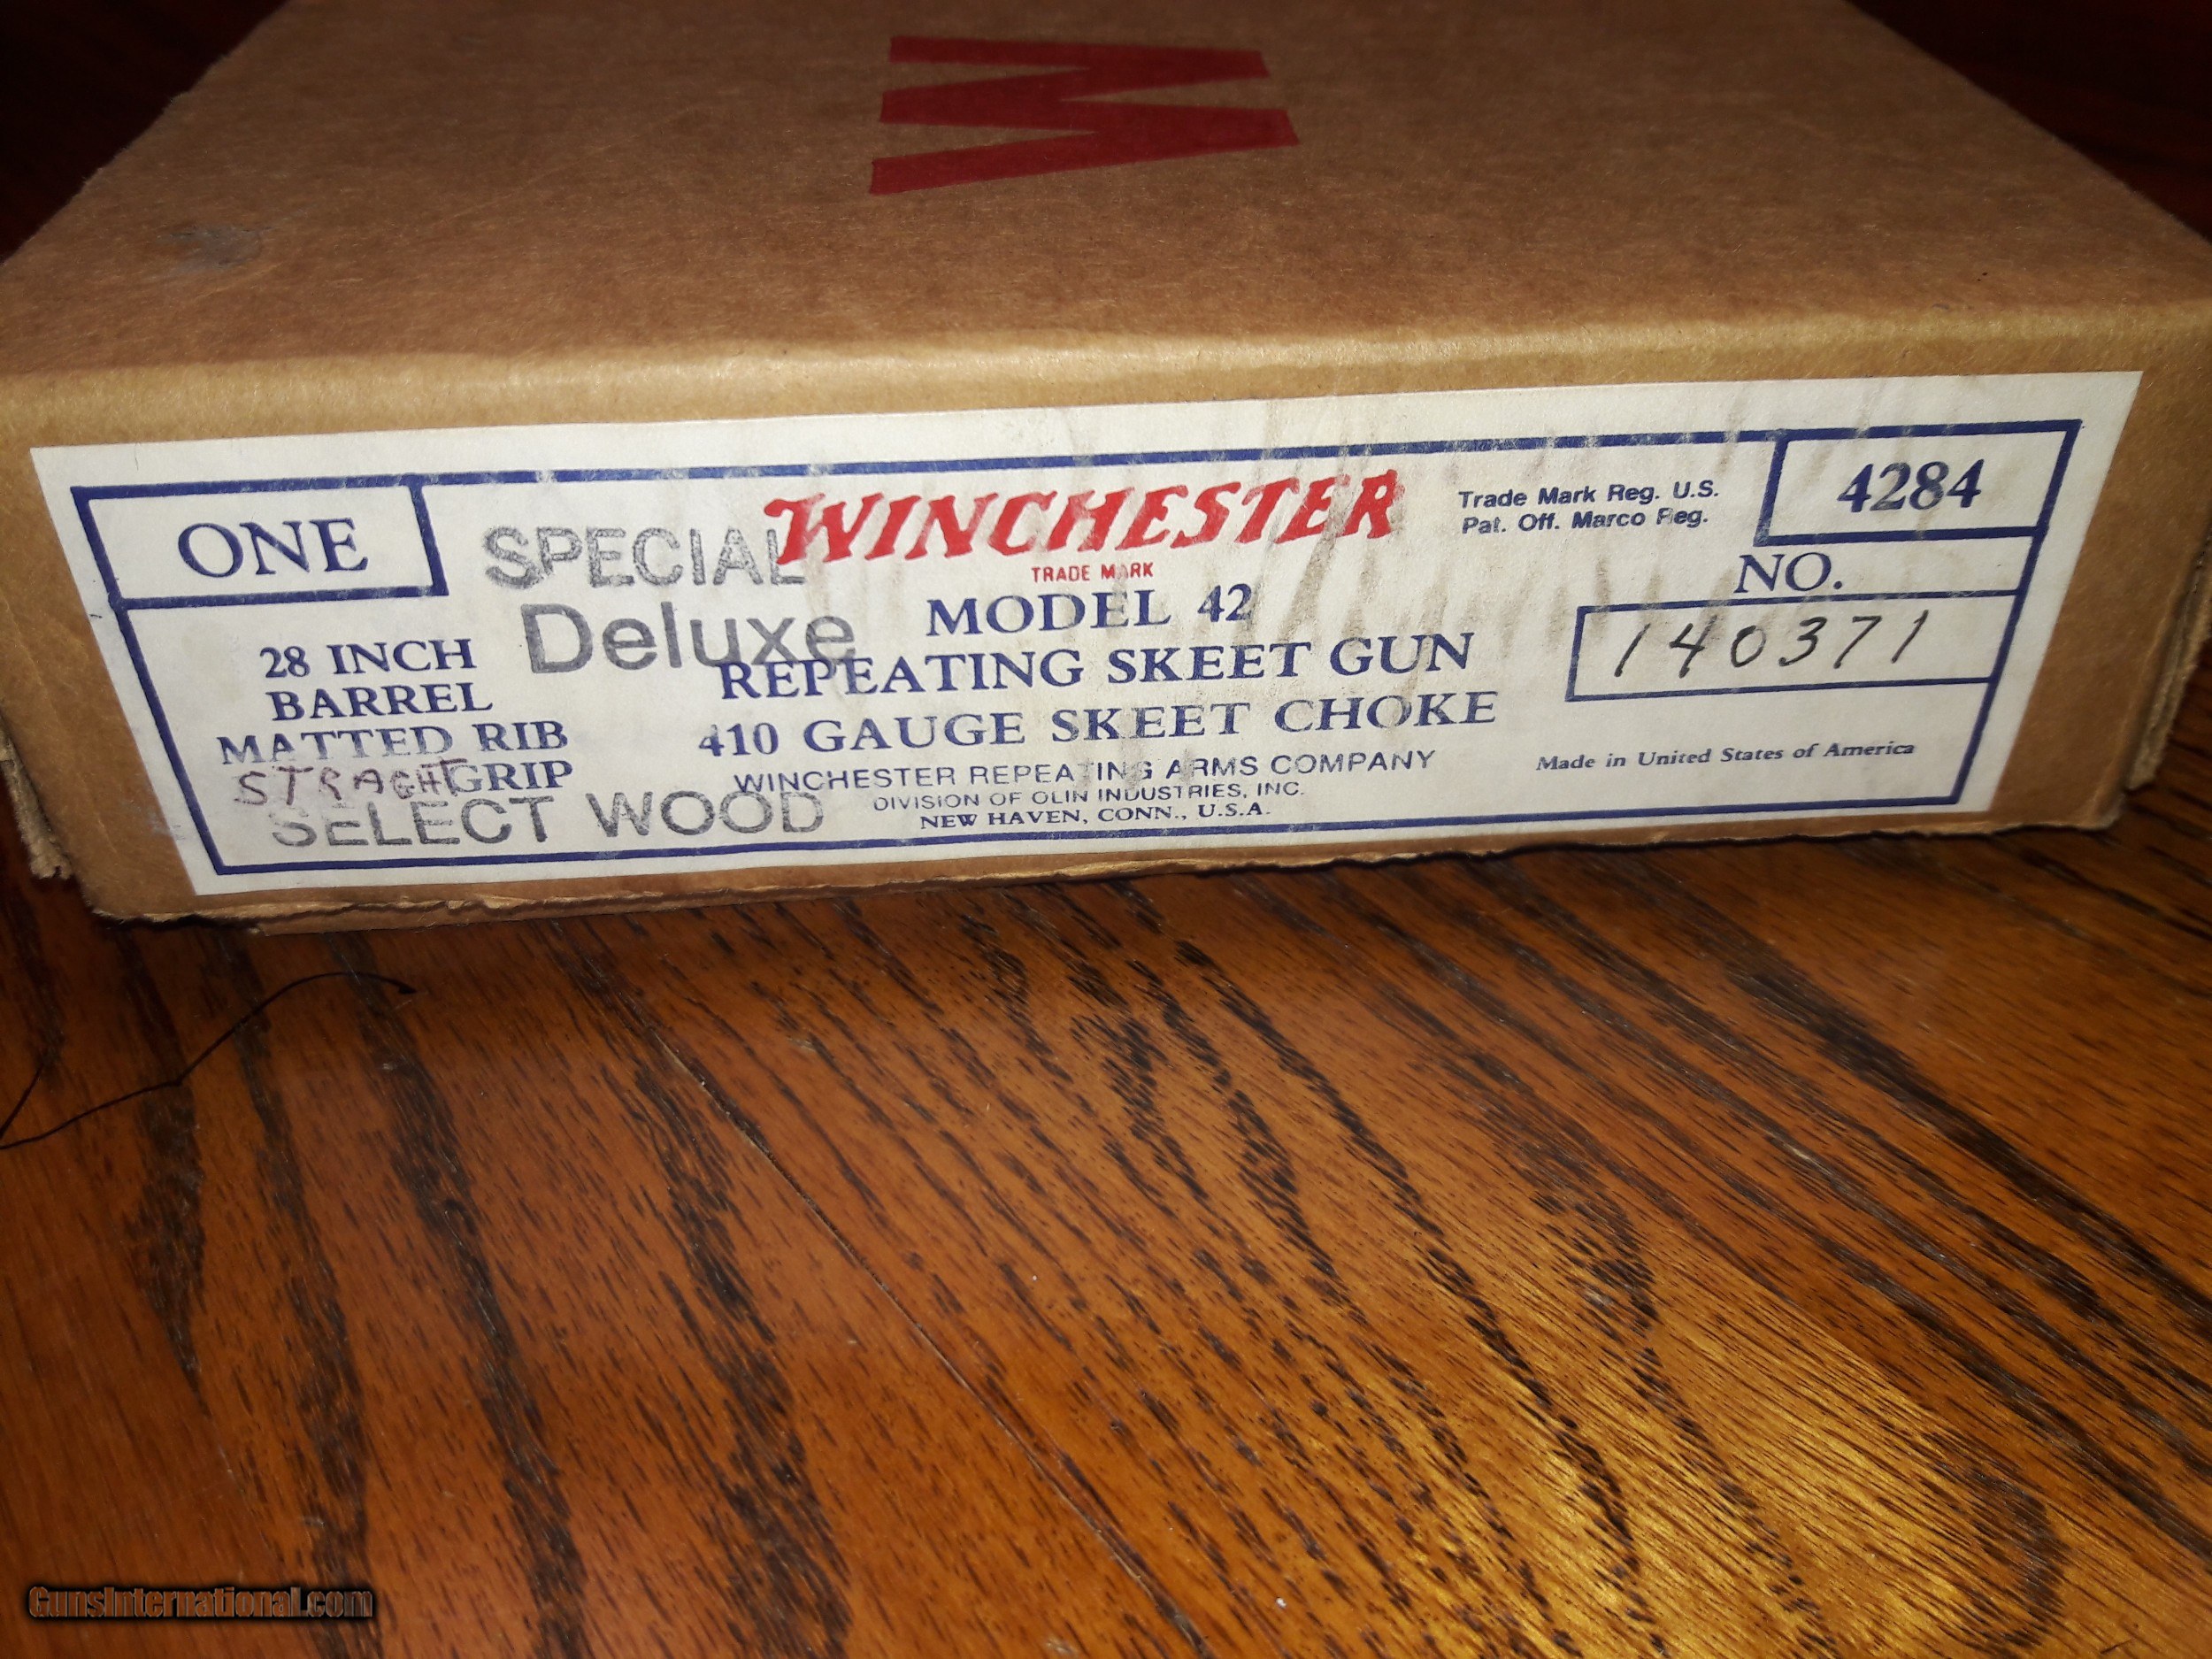 W
ONE
SPECIAL
Deluxe
WINCHESTER
TRADE MARK
Trade Mark Reg. U.S.
Pat. Off. Marco Reg.
4284
NO.
140371
MODEL 42
REPEATING SKEET GUN
410 GAUGE SKEET CHOKE
28 INCH
BARREL
MATTED RIB
STRAGHT GRIP
SELECT WOOD
WINCHESTER REPEATING ARMS COMPANY
DIVISION OF OLIN INDUSTRIES, INC.
NEW HAVEN, CONN., U.S.A.
Made in United States of America
GunsInternational.com